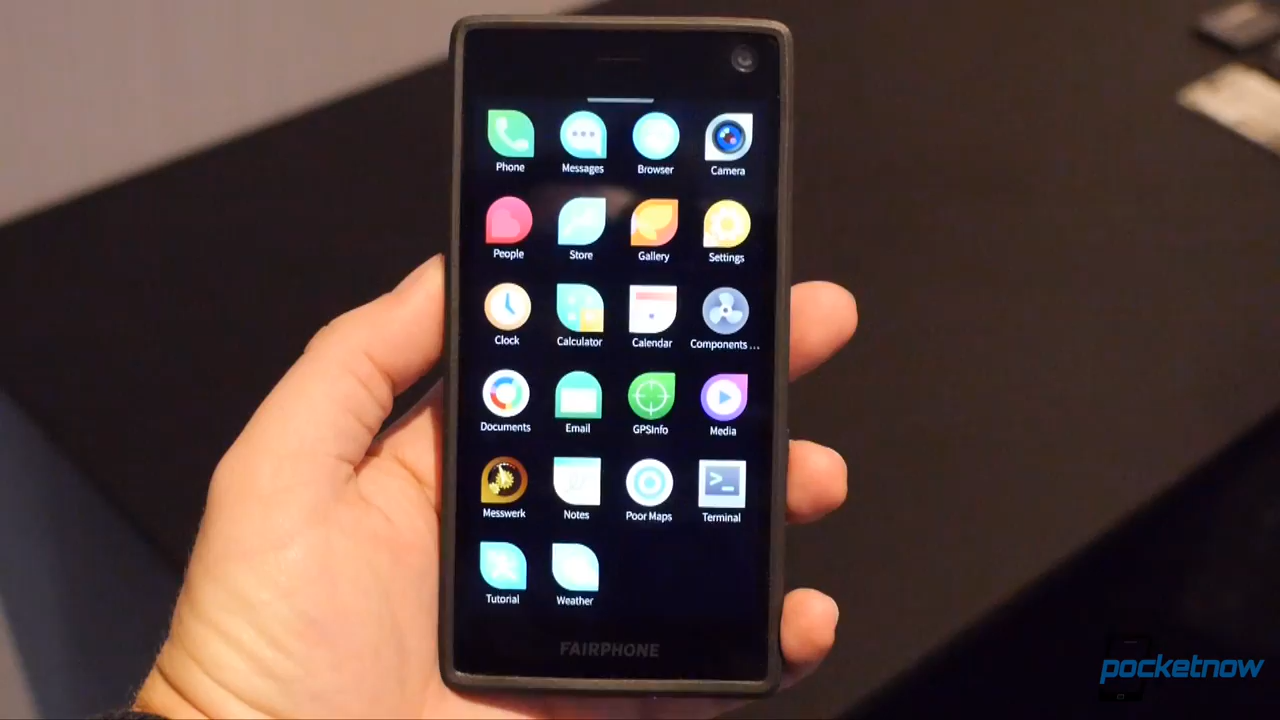 Phone Messages Browser Camera
People Store Gallery Settings
Clock Calculator Calendar Components ...
Documents Email GPSInfo Media
Messwerk Notes Poor Maps Terminal
Tutorial Weather
FAIRPHONE
pocketnow